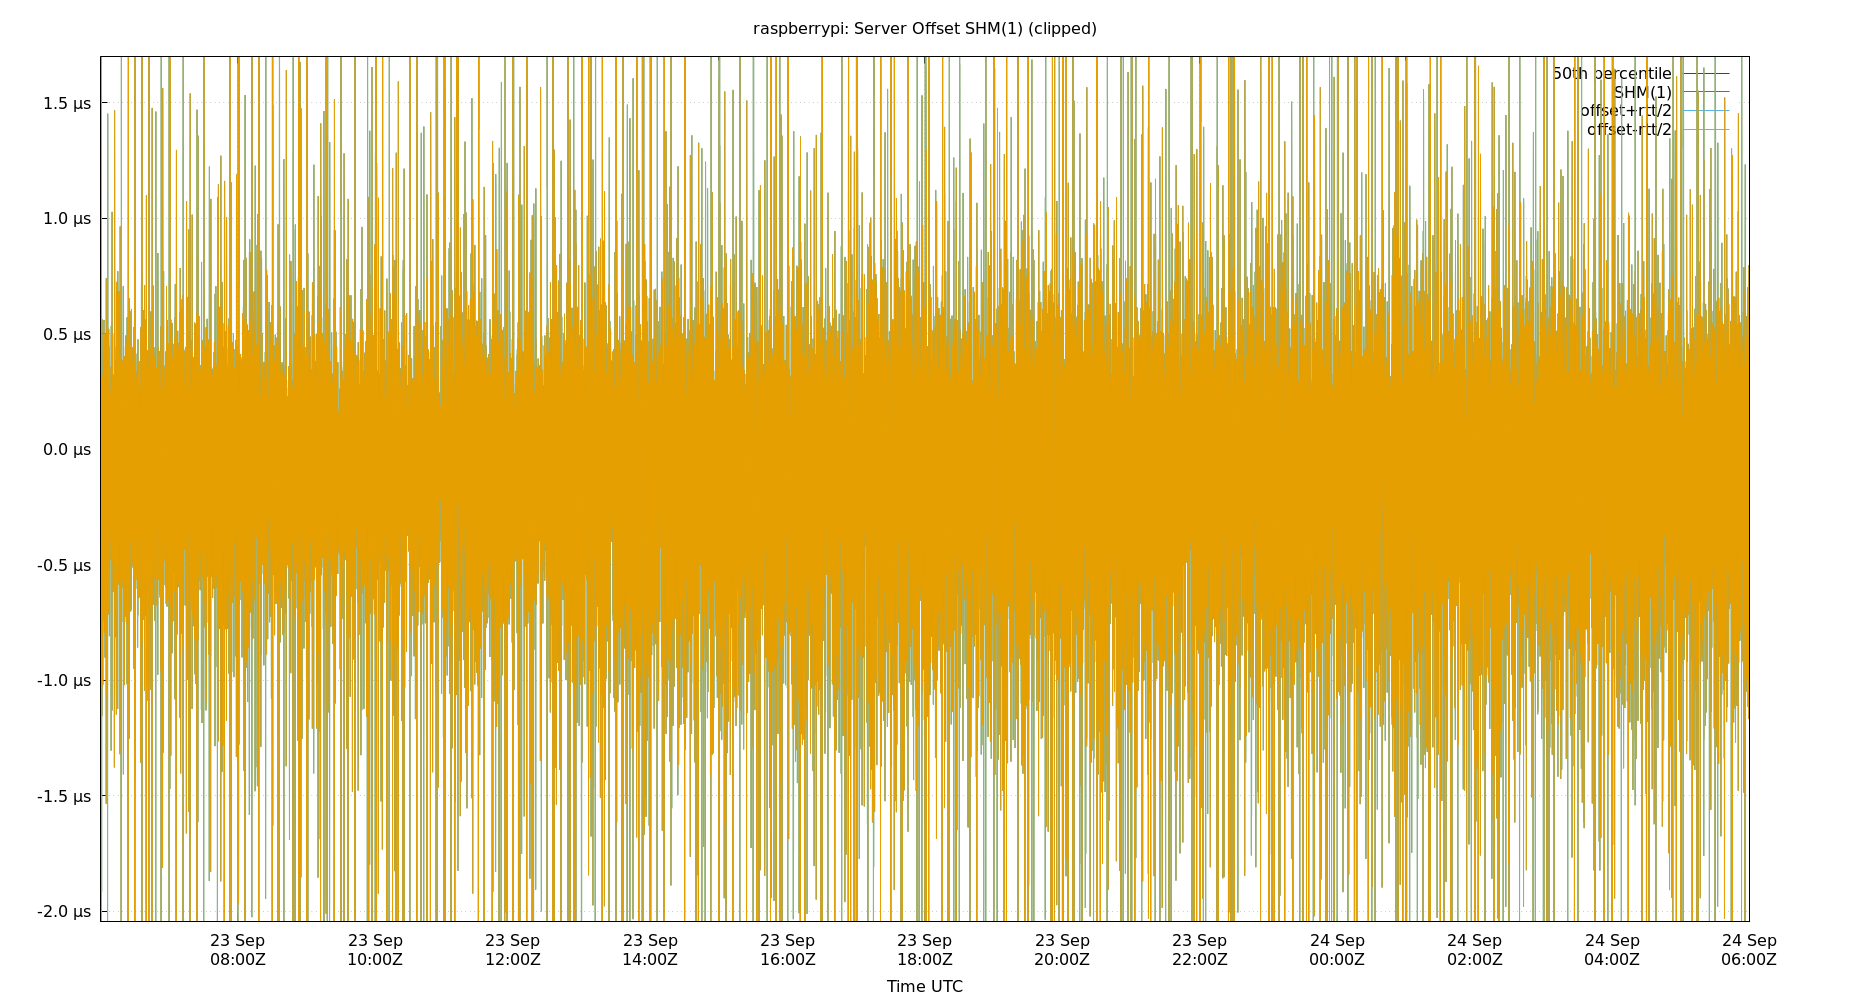 raspberrypi: Server Offset SHM(1) (clipped)
50th percentile
SHM(1)
offset+rtt/2
offset-rtt/2
1.5 µs
1.0 µs
0.5 µs
0.0 µs
-0.5 µs
-1.0 µs
-1.5 µs
-2.0 µs
23 Sep 23 Sep 23 Sep 23 Sep 23 Sep 23 Sep 23 Sep 23 Sep 24 Sep 24 Sep 24 Sep 24 Sep
08:00Z 10:00Z 12:00Z 14:00Z 16:00Z 18:00Z 20:00Z 22:00Z 00:00Z 02:00Z 04:00Z 06:00Z
Time UTC